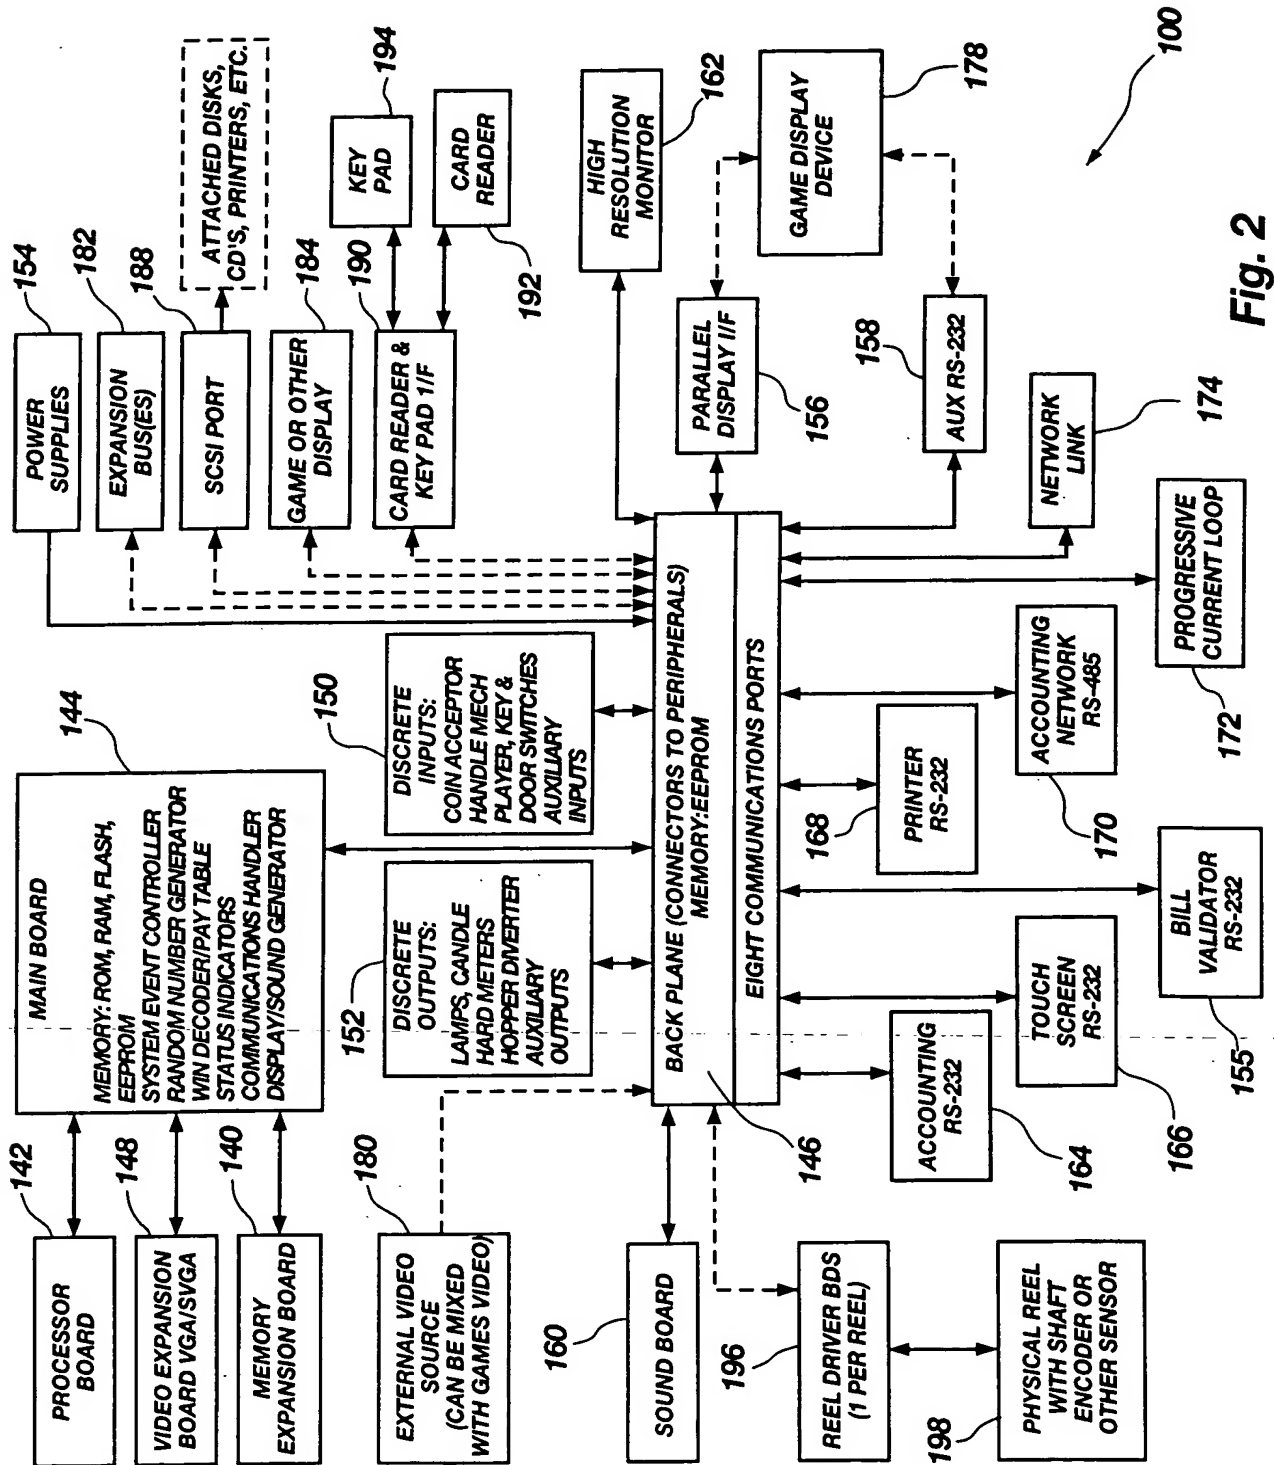 PROCESSOR
BOARD
142
VIDEO EXPANSION
BOARD VGA/SVGA
148
MEMORY
EXPANSION BOARD
140
MAIN BOARD
MEMORY: ROM, RAM, FLASH,
EEPROM
SYSTEM EVENT CONTROLLER
RANDOM NUMBER GENERATOR
WIN DECODER/PAY TABLE
STATUS INDICATORS
COMMUNICATIONS HANDLER
DISPLAY/SOUND GENERATOR
144
POWER
SUPPLIES
154
EXPANSION
BUS(ES)
182
SCSI PORT
188
ATTACHED DISKS,
CD'S, PRINTERS, ETC.
GAME OR OTHER
DISPLAY
184
CARD READER &
KEY PAD 1/F
190
KEY
PAD
194
CARD
READER
192
EXTERNAL VIDEO
SOURCE
(CAN BE MIXED
WITH GAMES VIDEO)
180
152
DISCRETE
OUTPUTS:
LAMPS, CANDLE
HARD METERS
HOPPER DIVERTER
AUXILIARY
OUTPUTS
DISCRETE
INPUTS:
COIN ACCEPTOR
HANDLE MECH
PLAYER, KEY &
DOOR SWITCHES
AUXILIARY
INPUTS
150
HIGH
RESOLUTION
MONITOR
162
SOUND BOARD
160
BACK PLANE (CONNECTORS TO PERIPHERALS)
MEMORY:EEPROM
EIGHT COMMUNICATIONS PORTS
146
PARALLEL
DISPLAY I/F
156
GAME DISPLAY
DEVICE
178
AUX RS-232
158
REEL DRIVER BDS
(1 PER REEL)
196
PHYSICAL REEL
WITH SHAFT
ENCODER OR
OTHER SENSOR
198
ACCOUNTING
RS-232
164
TOUCH
SCREEN
RS-232
166
BILL
VALIDATOR
RS-232
155
PRINTER
RS-232
168
ACCOUNTING
NETWORK
RS-485
170
PROGRESSIVE
CURRENT LOOP
172
NETWORK
LINK
174
100
Fig. 2